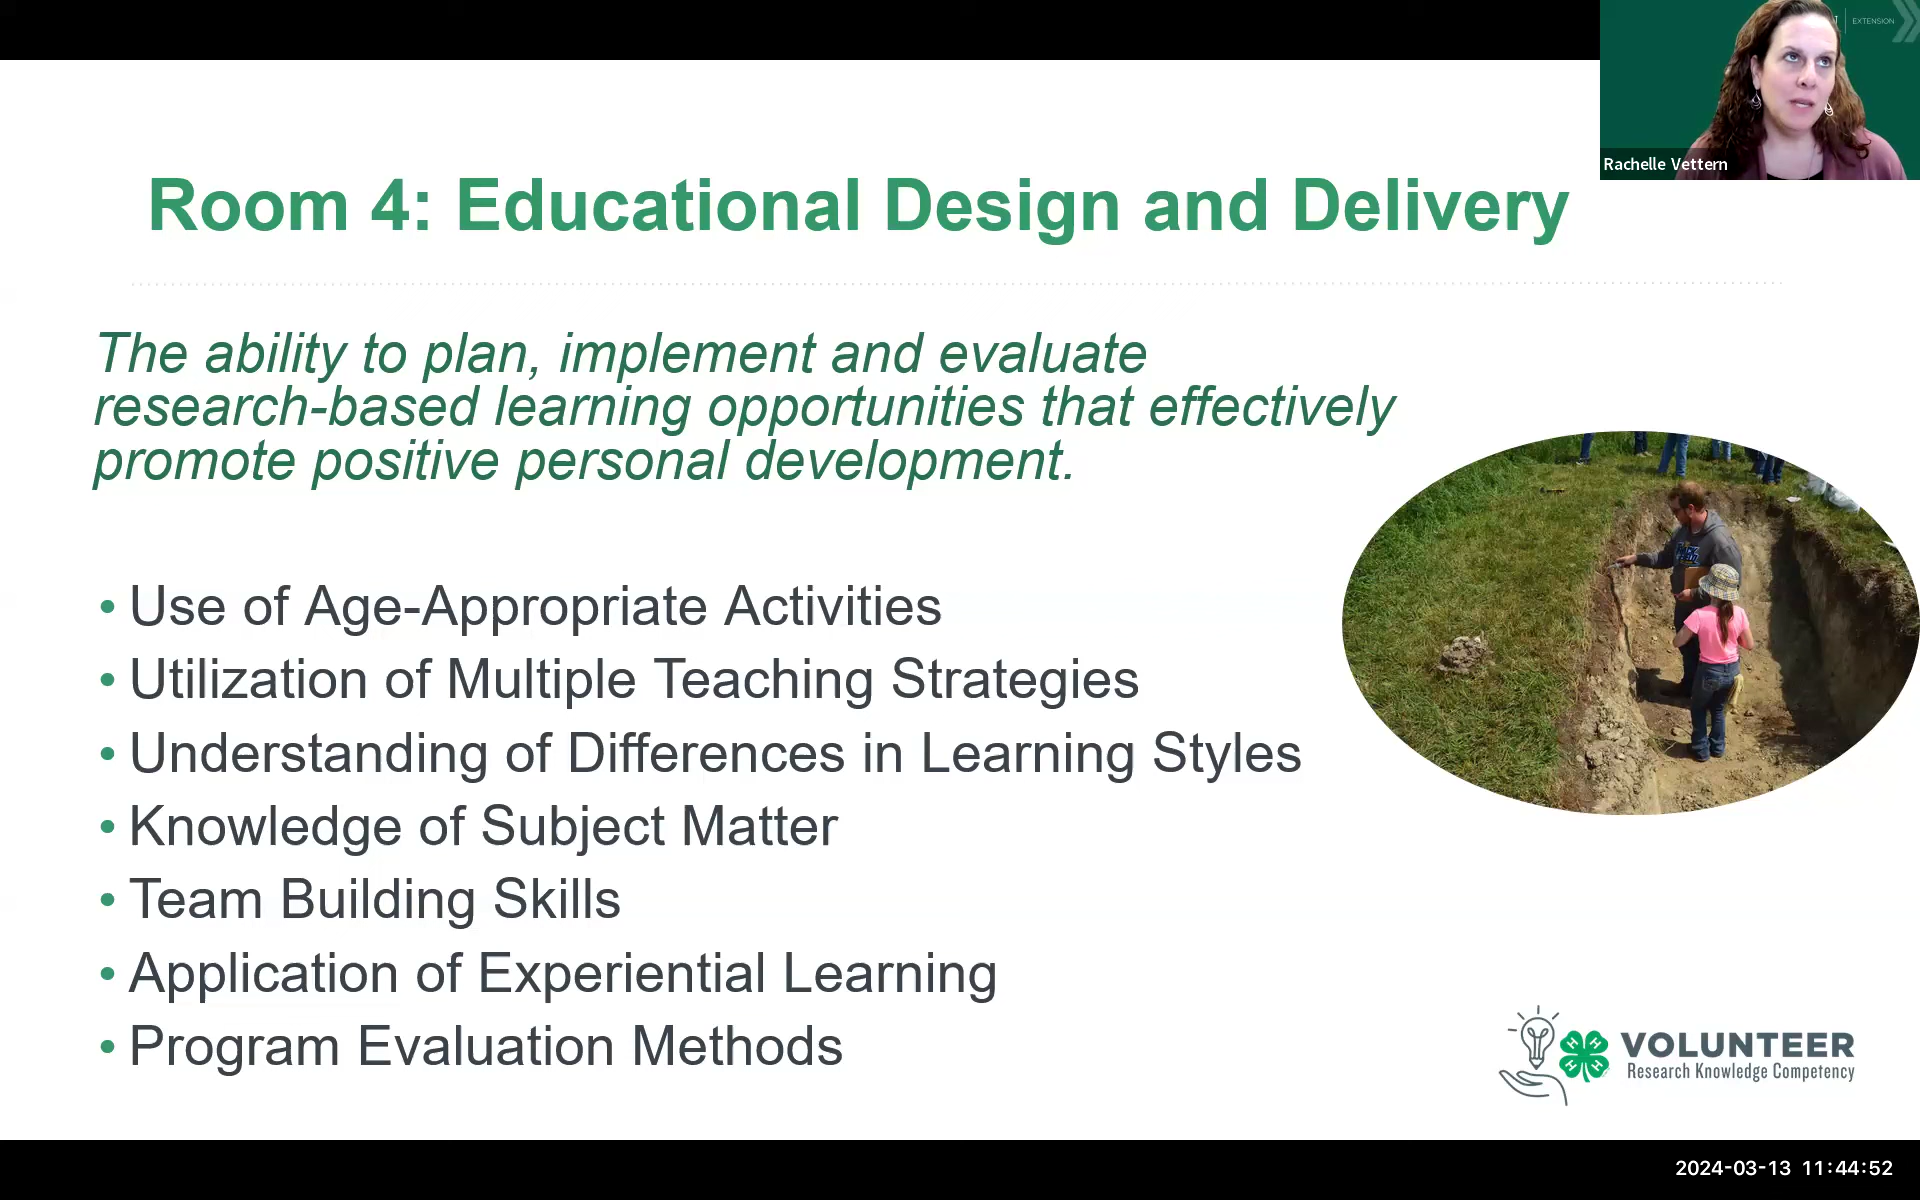 EXTENSION
Rachelle Vettern
Room 4: Educational Design and Delivery
The ability to plan, implement and evaluate
research-based learning opportunities that effectively
promote positive personal development.
• Use of Age-Appropriate Activities
• Utilization of Multiple Teaching Strategies
• Understanding of Differences in Learning Styles
• Knowledge of Subject Matter
• Team Building Skills
• Application of Experiential Learning
• Program Evaluation Methods
H H H H
VOLUNTEER
Research Knowledge Competency
2024-03-13 11:44:52